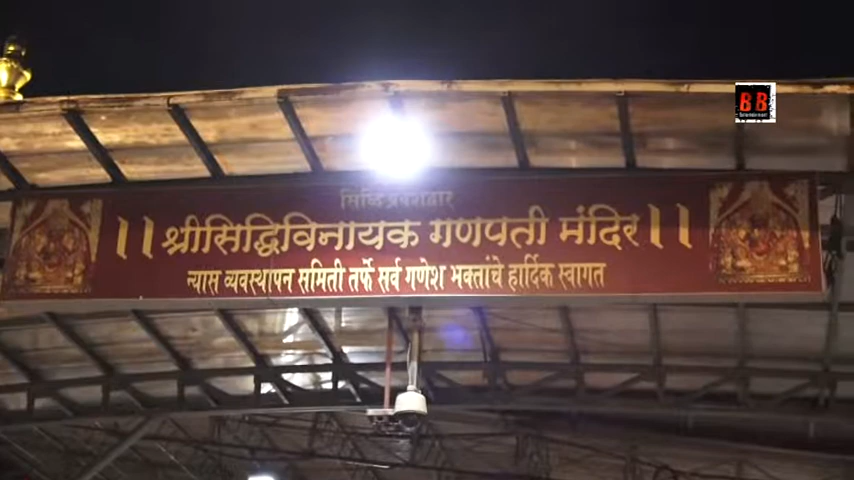 BB
सिद्धि प्रवेशद्वार
।। श्रीसिद्धिविनायक गणपती मंदिर ।।
न्यास व्यवस्थापन समिती तर्फे सर्व गणेश भक्तांचे हार्दिक स्वागत